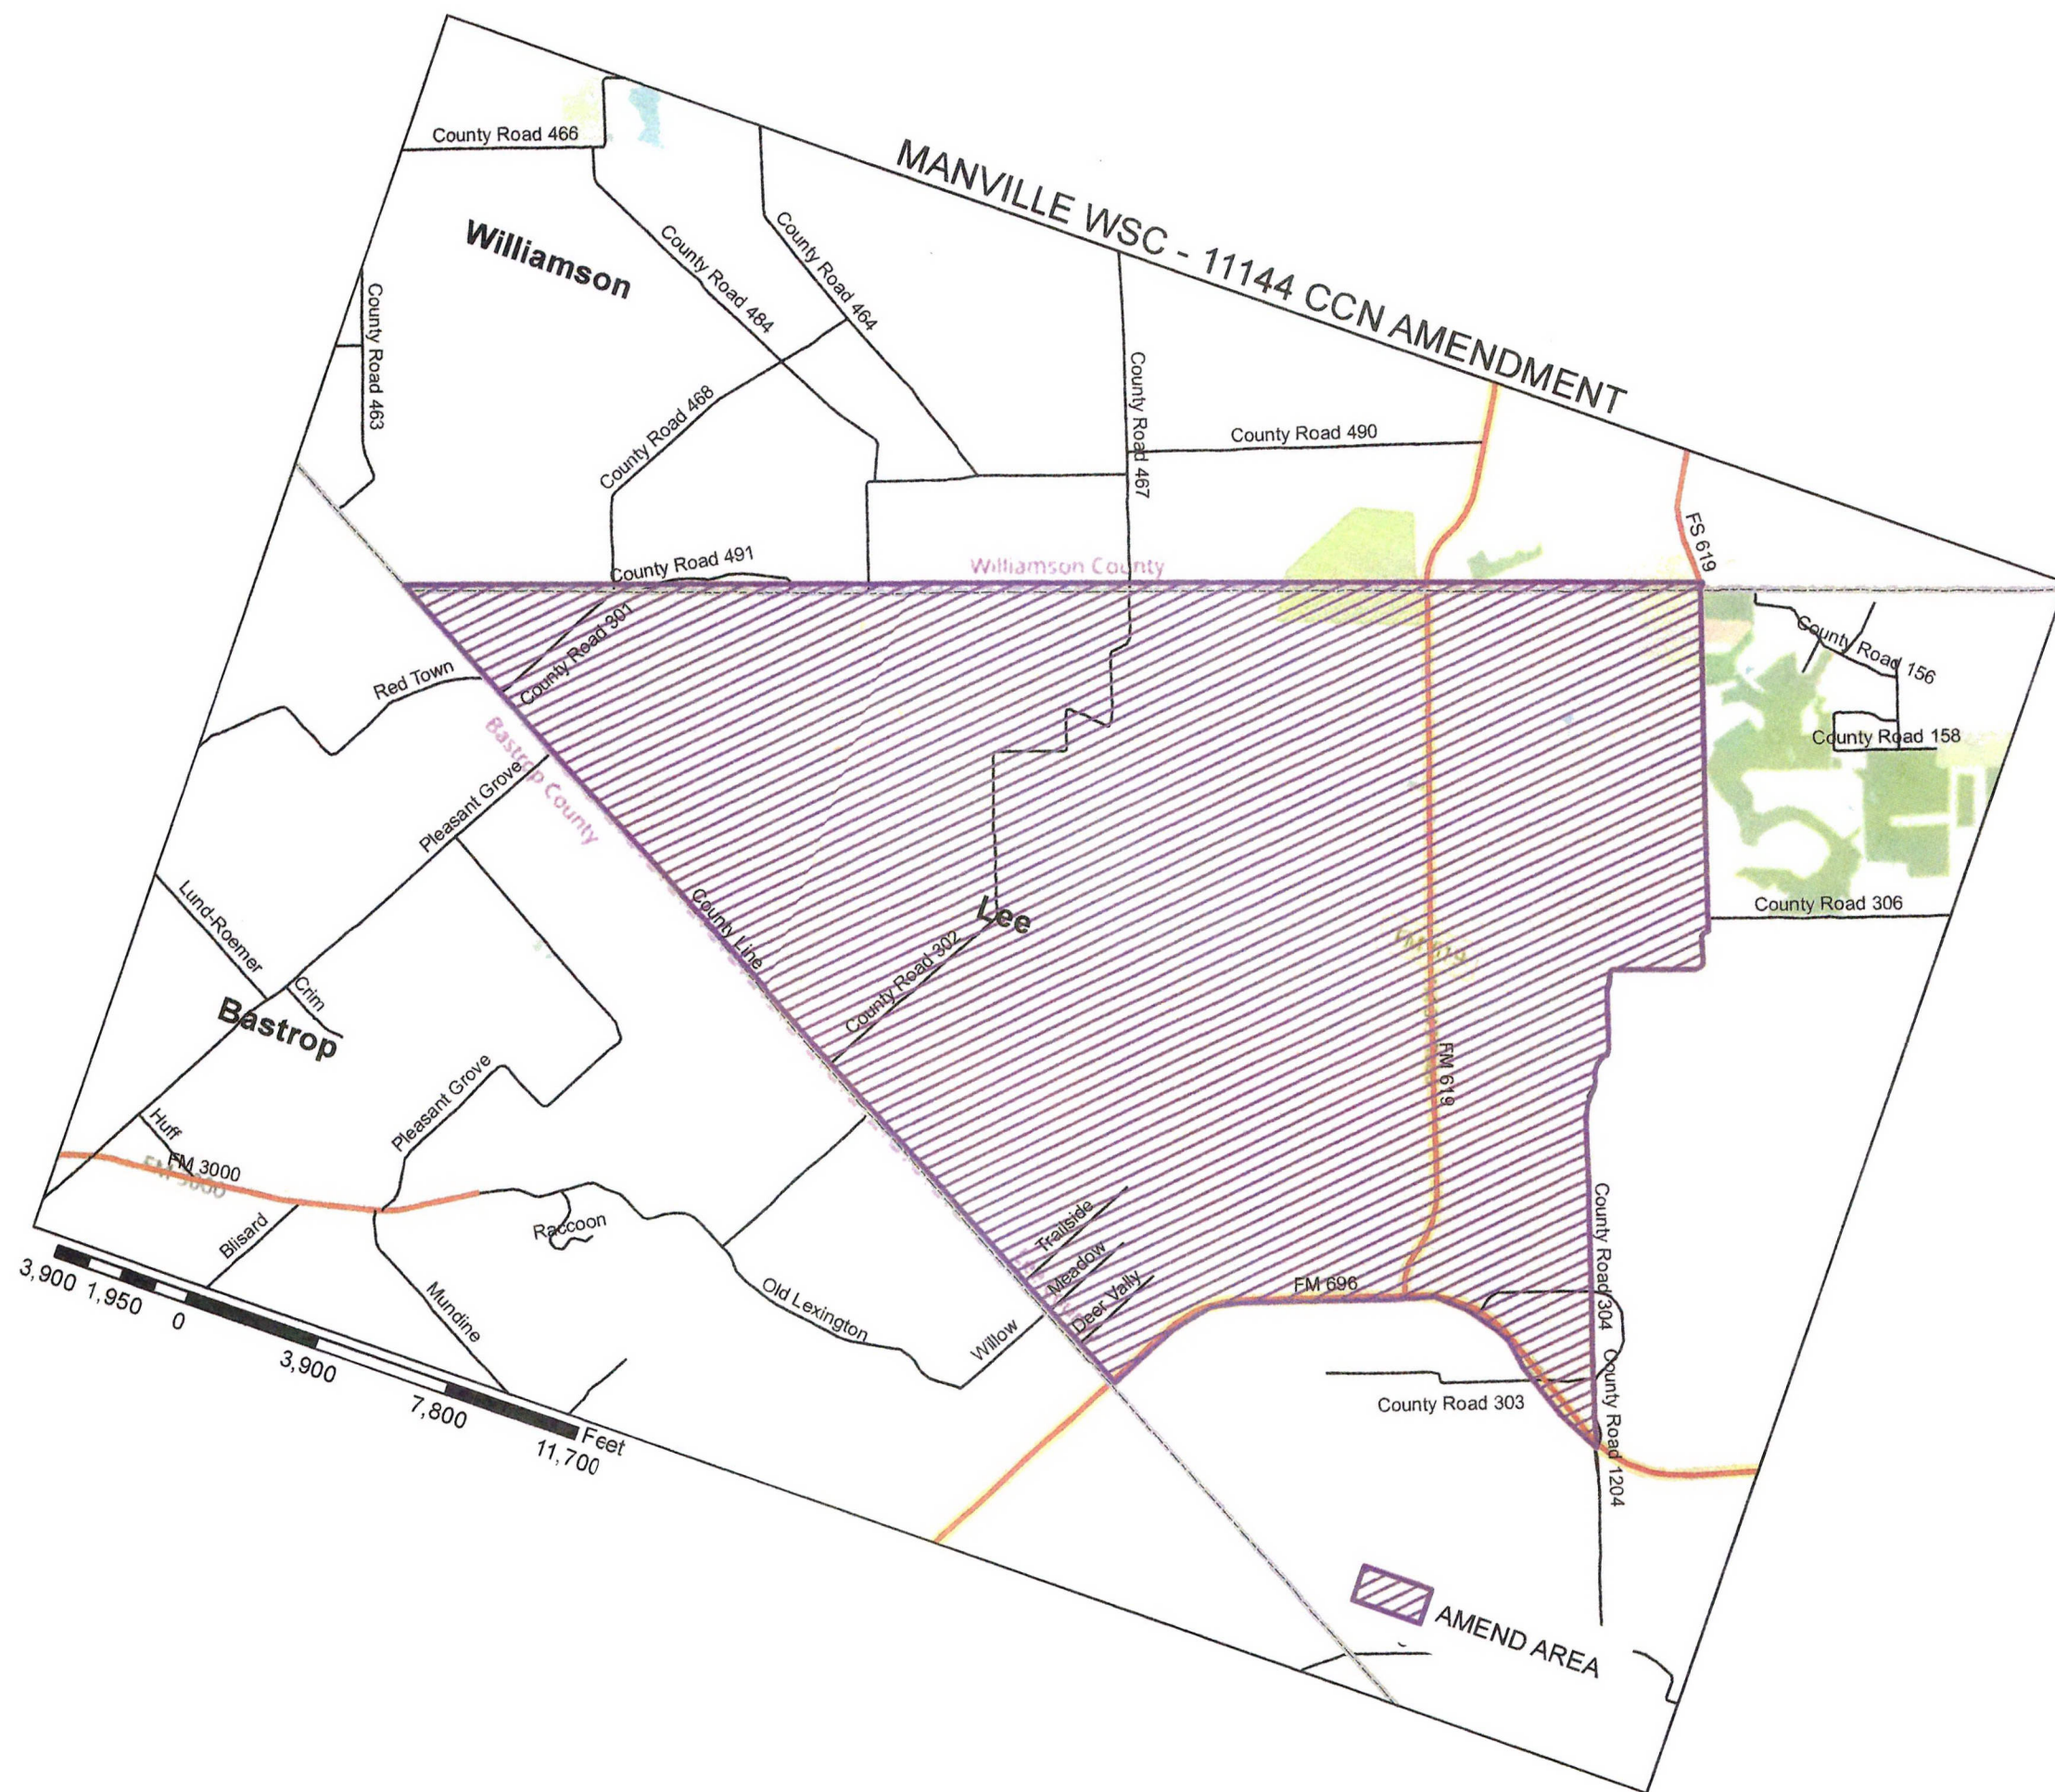 MANVILLE WSC - 11144 CCN AMENDMENT
County Road 466
Williamson
County Road 484
County Road 464
County Road 463
County Road 468
County Road 467
County Road 490
FS 619
County Road 491
Williamson County
County Road 301
Red Town
Bastrop County
County Road 156
County Road 158
Pleasant Grove
County Line
Lee
County Road 306
Lund-Roemer
Crim
County Road 302
FM 619
Bastrop
FM 619
Pleasant Grove
Huff
FM 3000
FM 3000
Blisard
Raccoon
Mundine
Old Lexington
Willow
Trailside
Meadow
Deer Vally
FM 696
County Road 304
County Road 303
County Road 1204
3,900 1,950 0 3,900 7,800 11,700
Feet
AMEND AREA